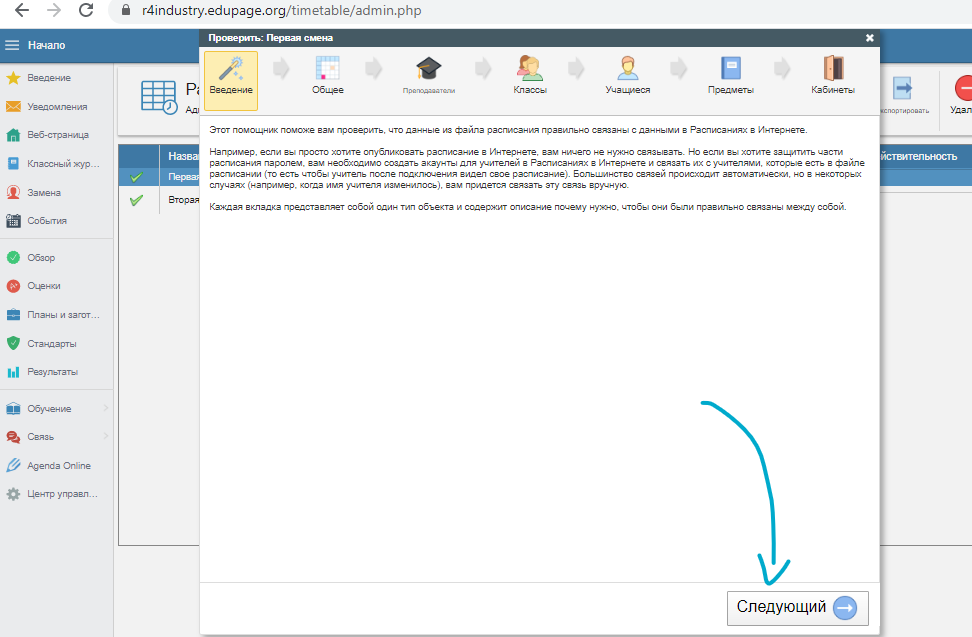 r4industry.edupage.org/timetable/admin.php
Начало
Введение
Уведомления
Веб-страница
Классный жур...
Замена
События
Обзор
Оценки
Планы и загот...
Стандарты
Результаты
Обучение
Связь
Agenda Online
Центр управл...
Ра
Адм
Назва
Первая
Вторая
Проверить: Первая смена
Введение
Общее
Преподаватели
Классы
Учащиеся
Предметы
Кабинеты
Этот помощник поможе вам проверить, что данные из файла расписания правильно связаны с данными в Расписаниях в Интернете.
Например, если вы просто хотите опубликовать расписание в Интернете, вам ничего не нужно связывать. Но если вы хотите защитить части
расписания паролем, вам необходимо создать акаунты для учителей в Расписаниях в Интернете и связать их с учителями, которые есть в файле
расписании (то есть чтобы учитель после подключения видел свое расписание). Большинство связей происходит автоматически, но в некоторых
случаях (например, когда имя учителя изменилось), вам придется связать эту связь вручную.
Каждая вкладка представляет собой один тип объекта и содержит описание почему нужно, чтобы они были правильно связаны между собой.
Следующий
кспортировать
Удал
йствительность